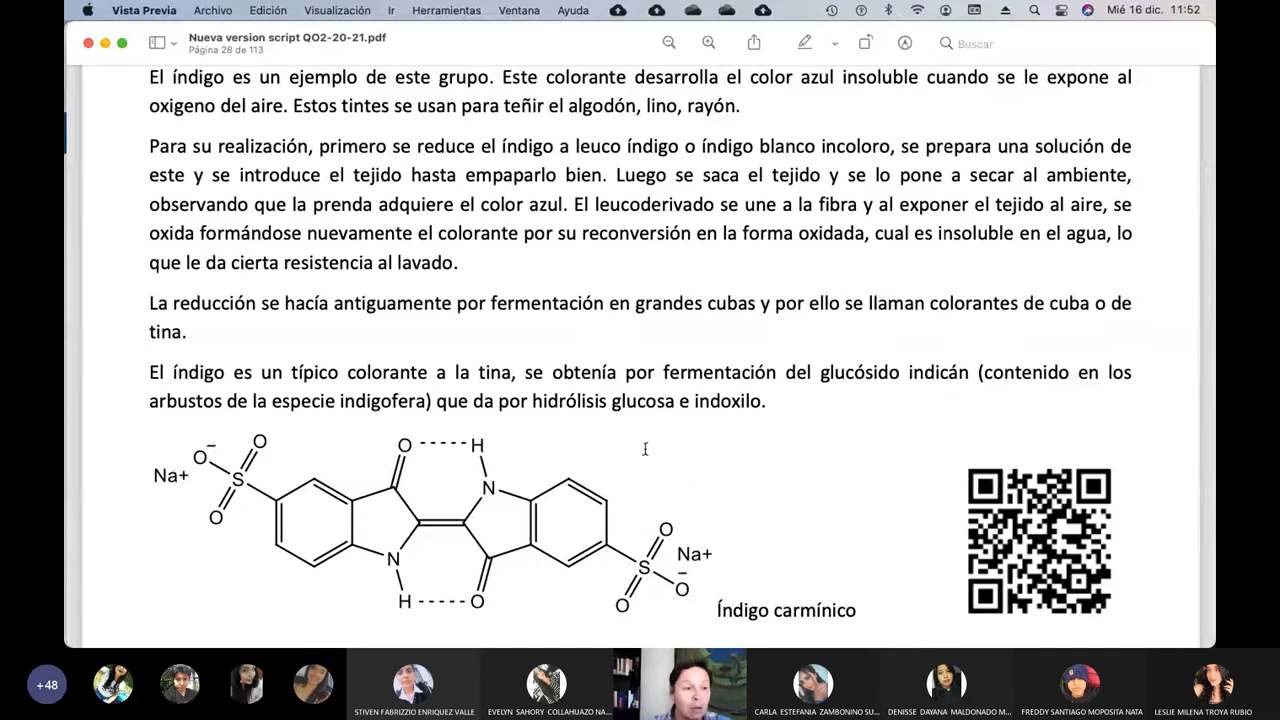 Vista Previa Archivo Edición Visualización Ir Herramientas Ventana Ayuda Mié 16 dic. 11:52
Nueva version script QO2-20-21.pdf
Página 28 de 113
Buscar
El índigo es un ejemplo de este grupo. Este colorante desarrolla el color azul insoluble cuando se le expone al
oxigeno del aire. Estos tintes se usan para teñir el algodón, lino, rayón.
Para su realización, primero se reduce el índigo a leuco índigo o índigo blanco incoloro, se prepara una solución de
este y se introduce el tejido hasta empaparlo bien. Luego se saca el tejido y se lo pone a secar al ambiente,
observando que la prenda adquiere el color azul. El leucoderivado se une a la fibra y al exponer el tejido al aire, se
oxida formándose nuevamente el colorante por su reconversión en la forma oxidada, cual es insoluble en el agua, lo
que le da cierta resistencia al lavado.
La reducción se hacía antiguamente por fermentación en grandes cubas y por ello se llaman colorantes de cuba o de
tina.
El índigo es un típico colorante a la tina, se obtenía por fermentación del glucósido indicán (contenido en los
arbustos de la especie indigofera) que da por hidrólisis glucosa e indoxilo.
O O H
O
Na+ S
O N
N O Na+
S
H O O O
Índigo carmínico
+48 STIVEN FABRIZZIO ENRIQUEZ VALLE EVELYN SAHORY COLLAHUAZO NA... CARLA ESTEFANIA ZAMBONINO SU... DENISSE DAYANA MALDONADO M... FREDDY SANTIAGO MOPOSITA NATA LESLIE MILENA TROYA RUBIO